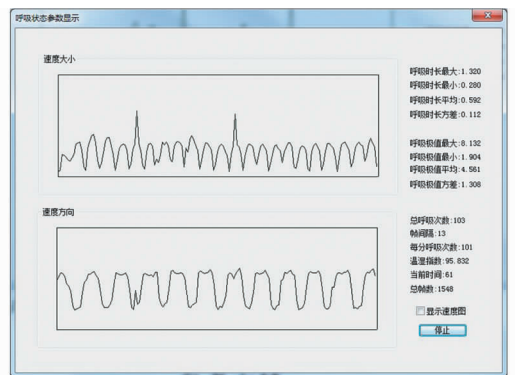 呼吸状态参数显示
速度大小
呼吸时长最大:1.320
呼吸时长最小:0.280
呼吸时长平均:0.592
呼吸时长方差:0.112
呼吸极值最大:8.132
呼吸极值最小:1.904
呼吸极值平均:4.561
呼吸极值方差:1.308
速度方向
总呼吸次数:103
帧间隔:13
每分呼吸次数:101
温湿指数:95.832
当前时间:61
总帧数:1548
显示速度图
停止